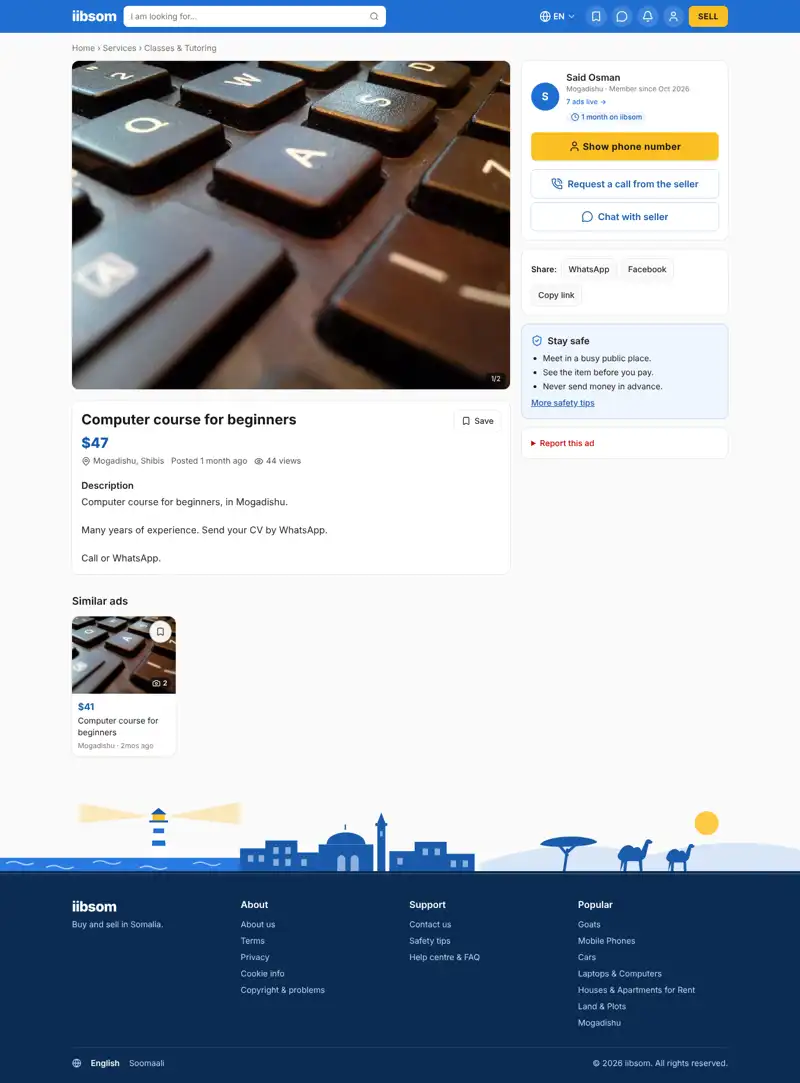 iibsom
I am looking for...
EN
SELL
Home › Services › Classes & Tutoring
2
W
D
Q
S
A
Z
1/2
S
Said Osman
Mogadishu · Member since Oct 2026
7 ads live →
1 month on iibsom
Show phone number
Request a call from the seller
Chat with seller
Share:
WhatsApp
Facebook
Copy link
Stay safe
• Meet in a busy public place.
• See the item before you pay.
• Never send money in advance.
More safety tips
Report this ad
Computer course for beginners
Save
$47
Mogadishu, Shibis Posted 1 month ago 44 views
Description
Computer course for beginners, in Mogadishu.
Many years of experience. Send your CV by WhatsApp.
Call or WhatsApp.
Similar ads
2
$41
Computer course for
beginners
Mogadishu · 2mos ago
iibsom
Buy and sell in Somalia.
About
About us
Terms
Privacy
Cookie info
Copyright & problems
Support
Contact us
Safety tips
Help centre & FAQ
Popular
Goats
Mobile Phones
Cars
Laptops & Computers
Houses & Apartments for Rent
Land & Plots
Mogadishu
English Soomaali
© 2026 iibsom. All rights reserved.